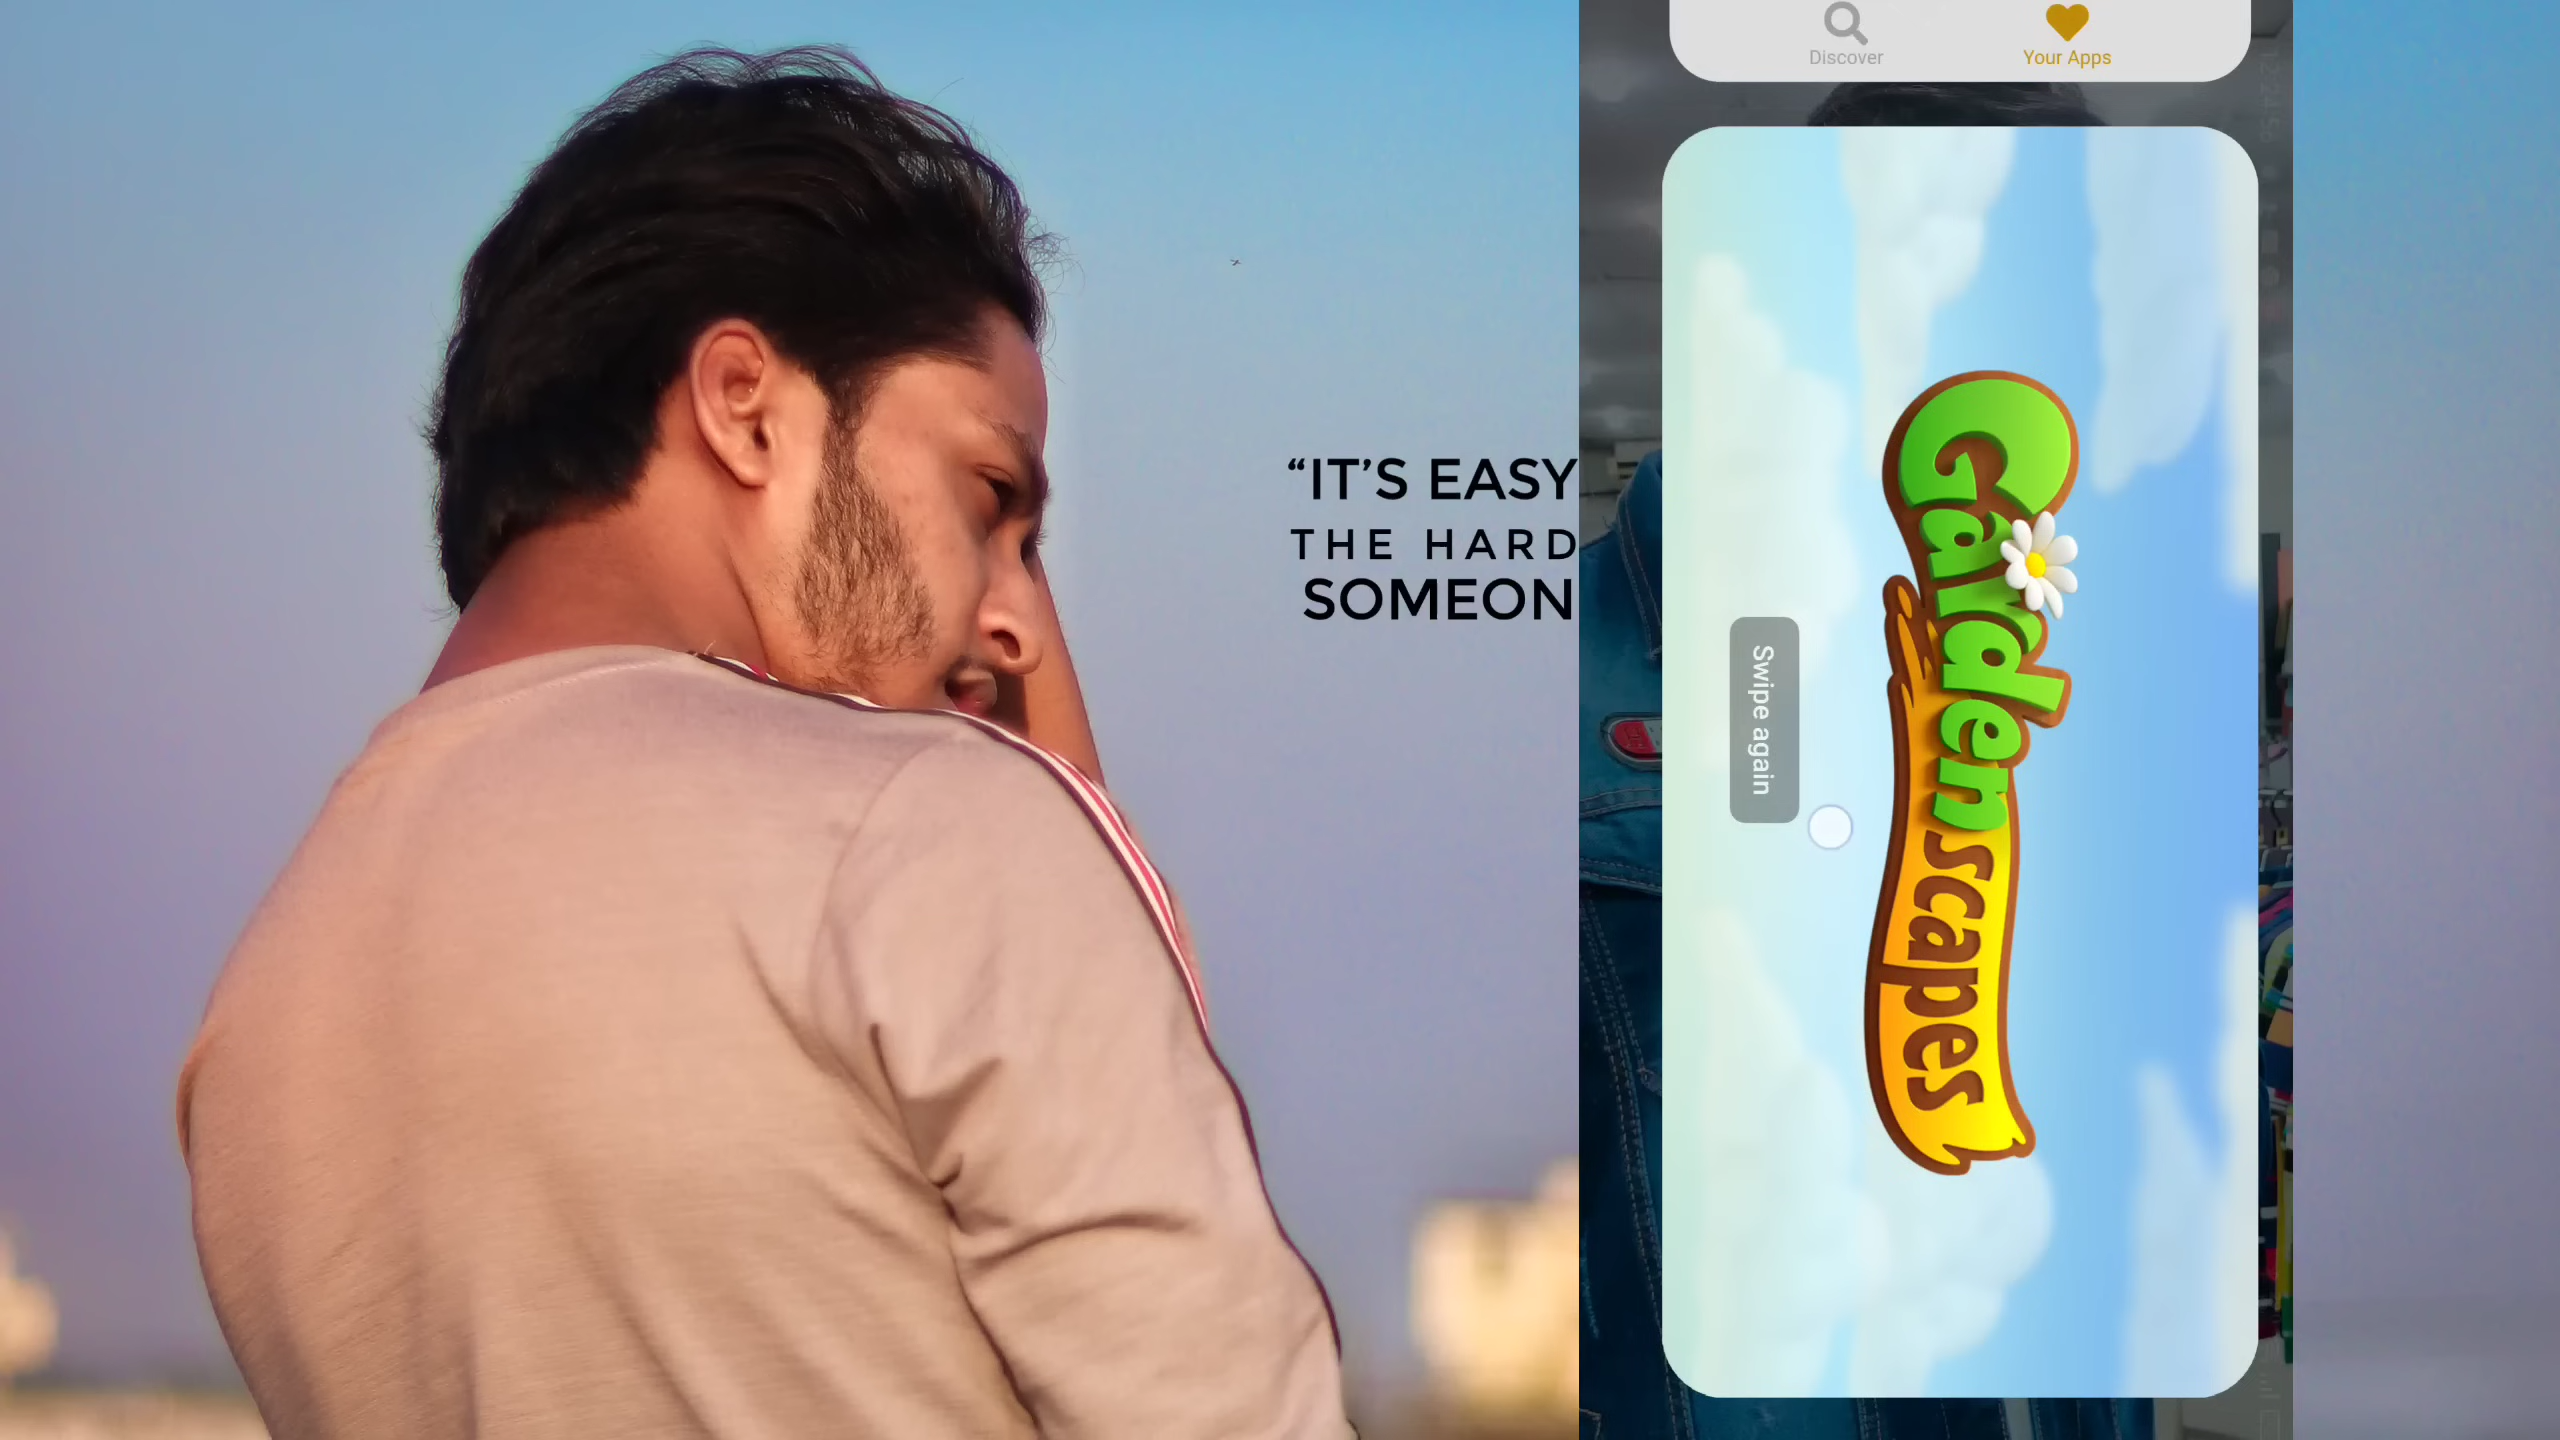 “IT’S EASY
THE HARD
SOMEON
Discover
Your Apps
Gardenscapes
Swipe again